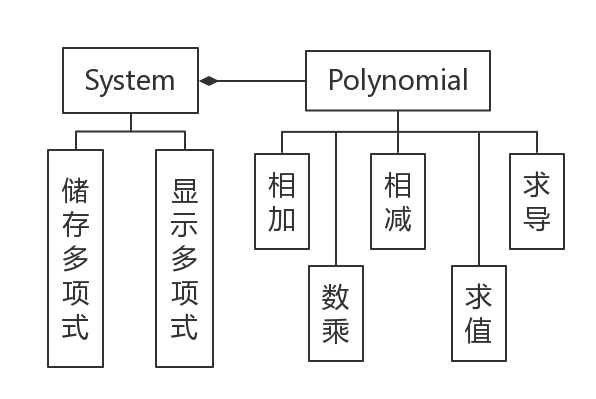 System
Polynomial
储存多项式
显示多项式
相加
数乘
相减
求值
求导